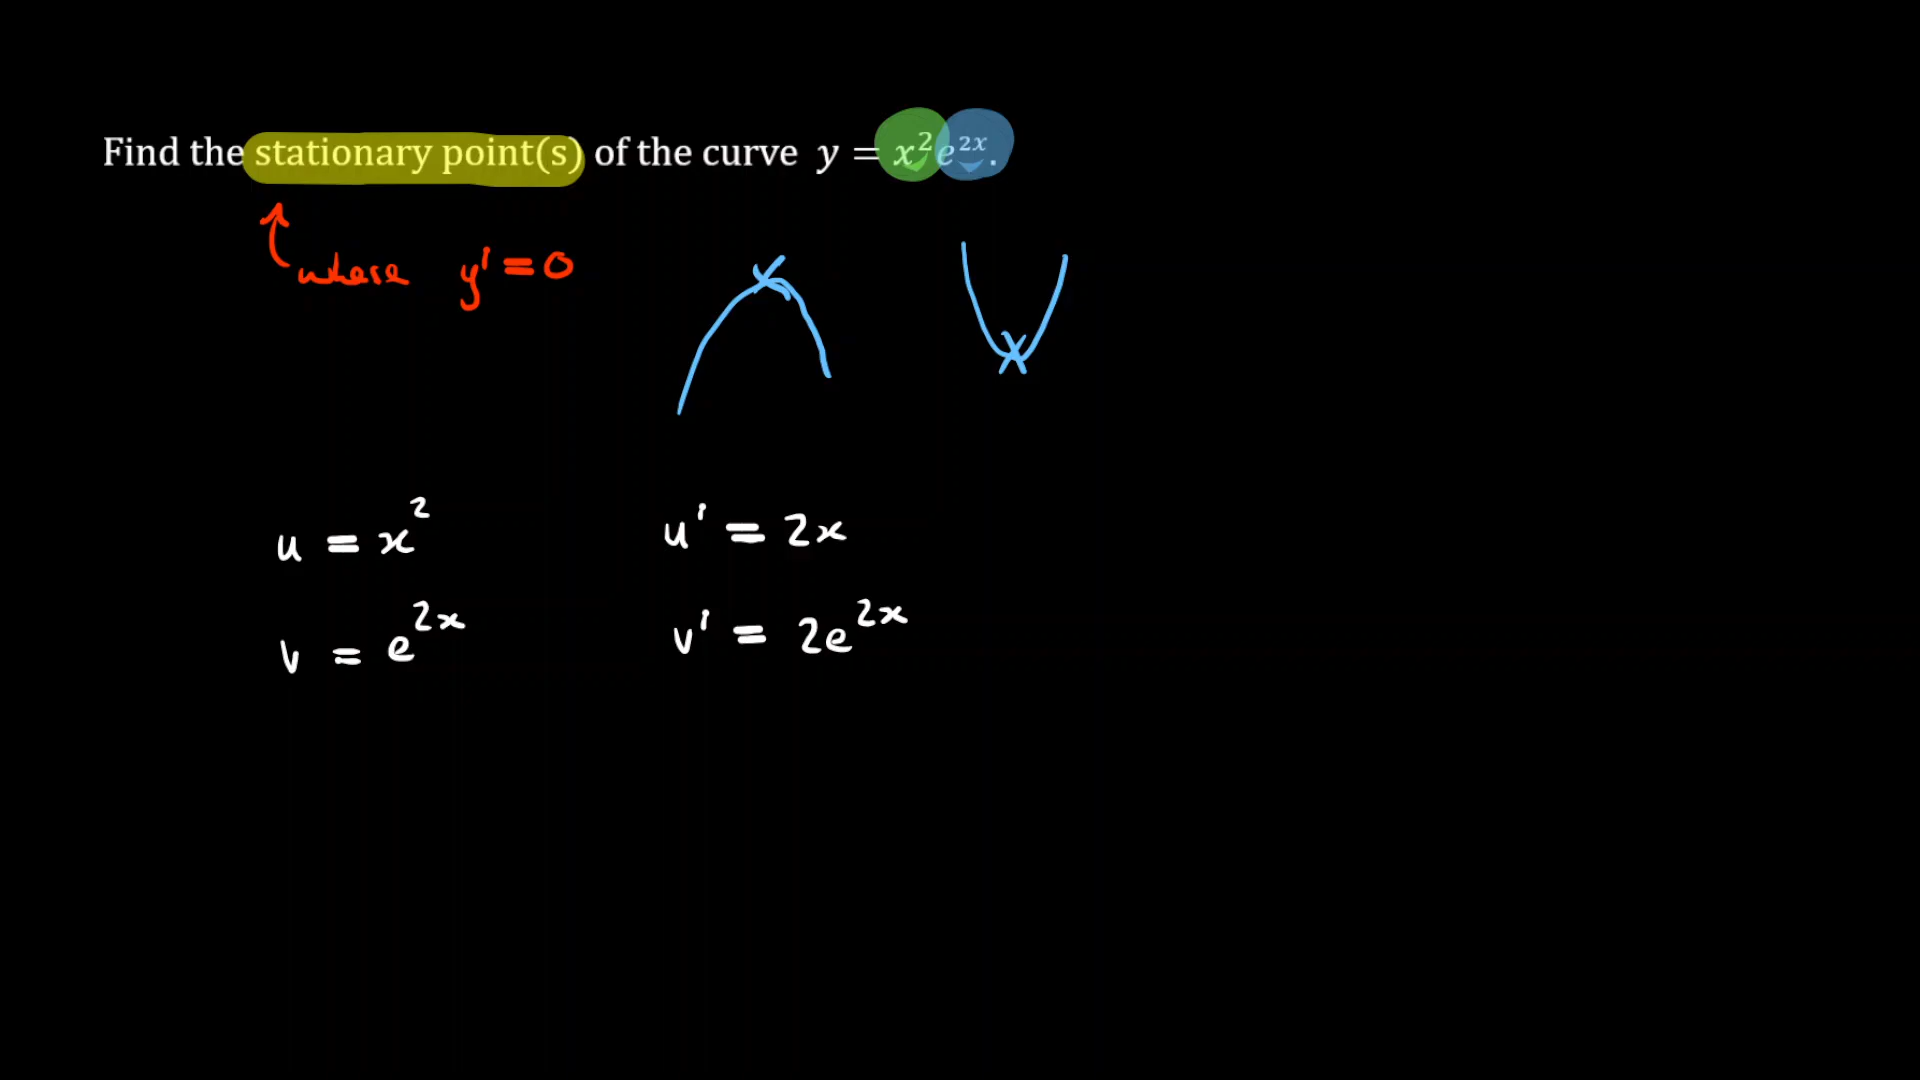 Find the stationary point(s) of the curve y = x²e²ˣ.
where y' = 0
u = x² u' = 2x
v = e²ˣ v' = 2e²ˣ